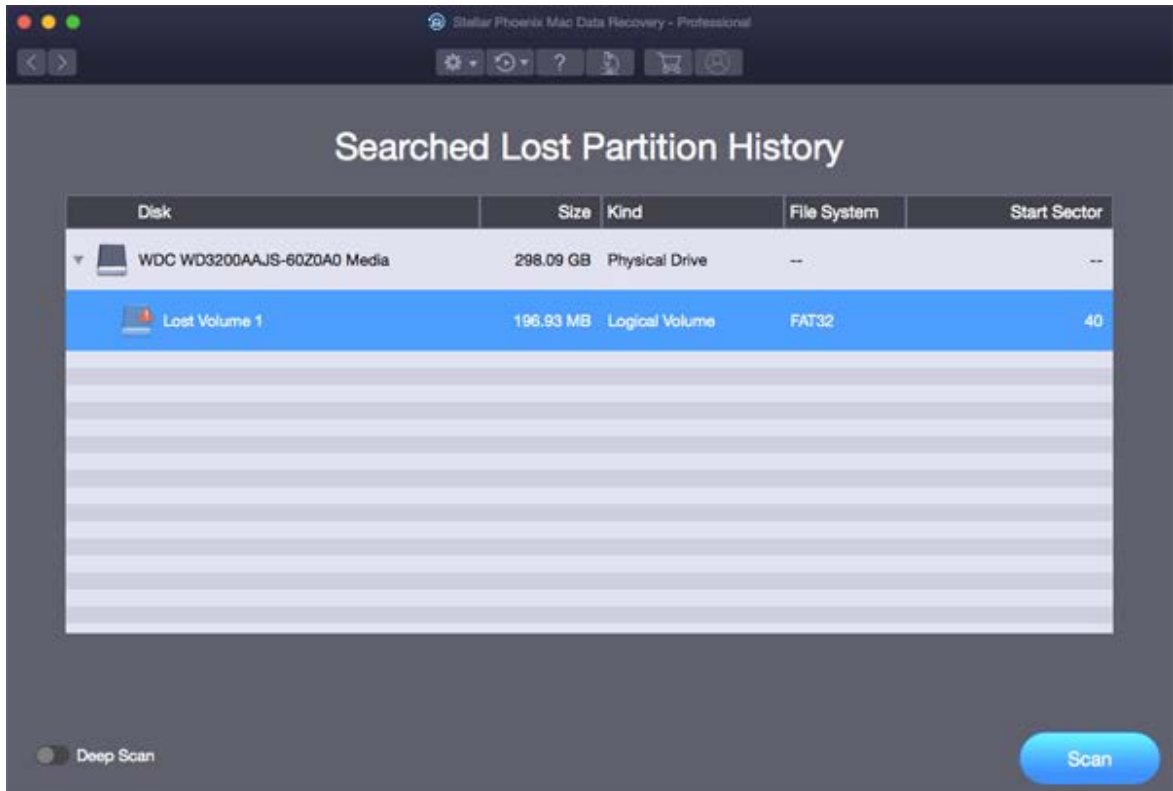 Stellar Phoenix Mac Data Recovery - Professional
?
Searched Lost Partition History
Disk Size Kind File System Start Sector
WDC WD3200AAJS-60Z0A0 Media 298.09 GB Physical Drive -- --
Lost Volume 1 196.93 MB Logical Volume FAT32 40
Deep Scan
Scan